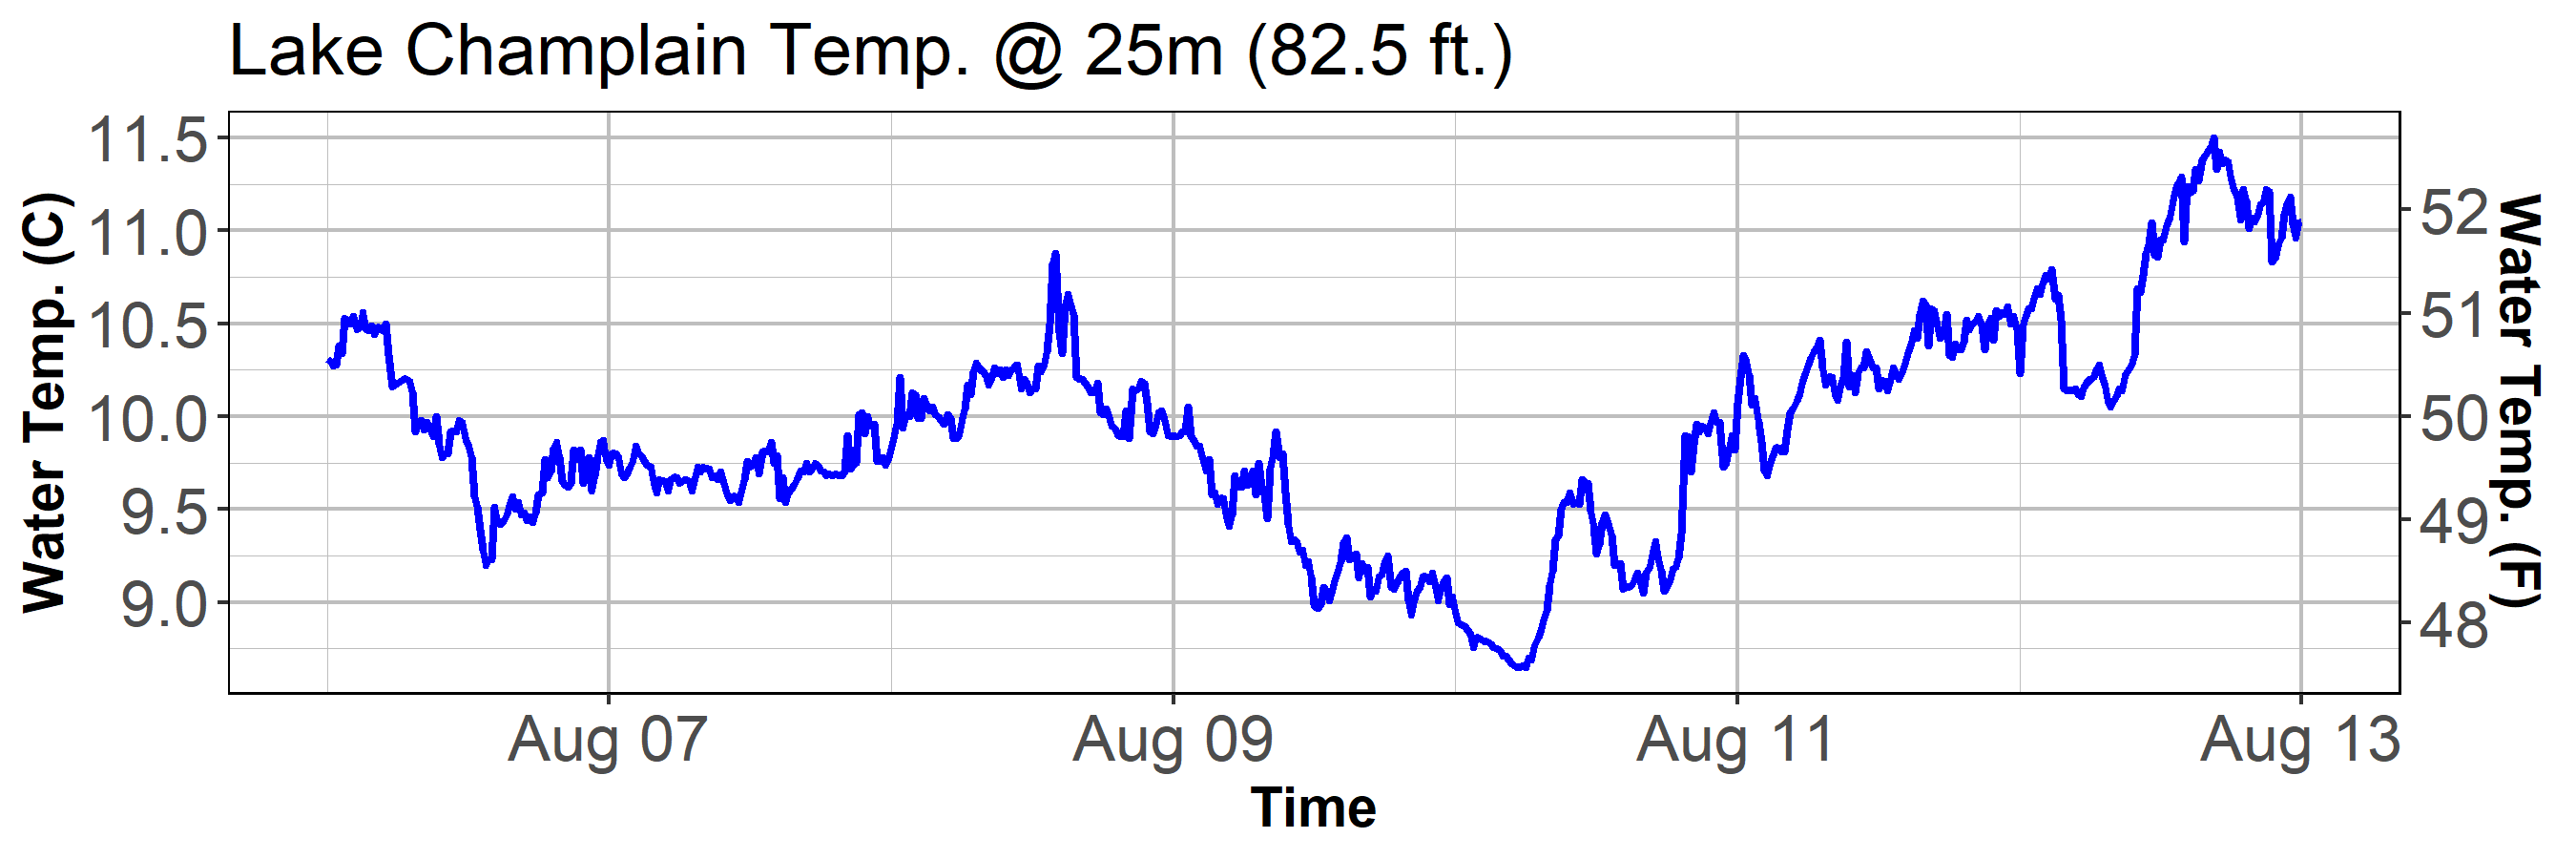 Lake Champlain Temp. @ 25m (82.5 ft.)
Water Temp. (C)
11.5
11.0
10.5
10.0
9.5
9.0
52
51
50
49
48
Water Temp. (F)
Aug 07
Aug 09
Aug 11
Aug 13
Time